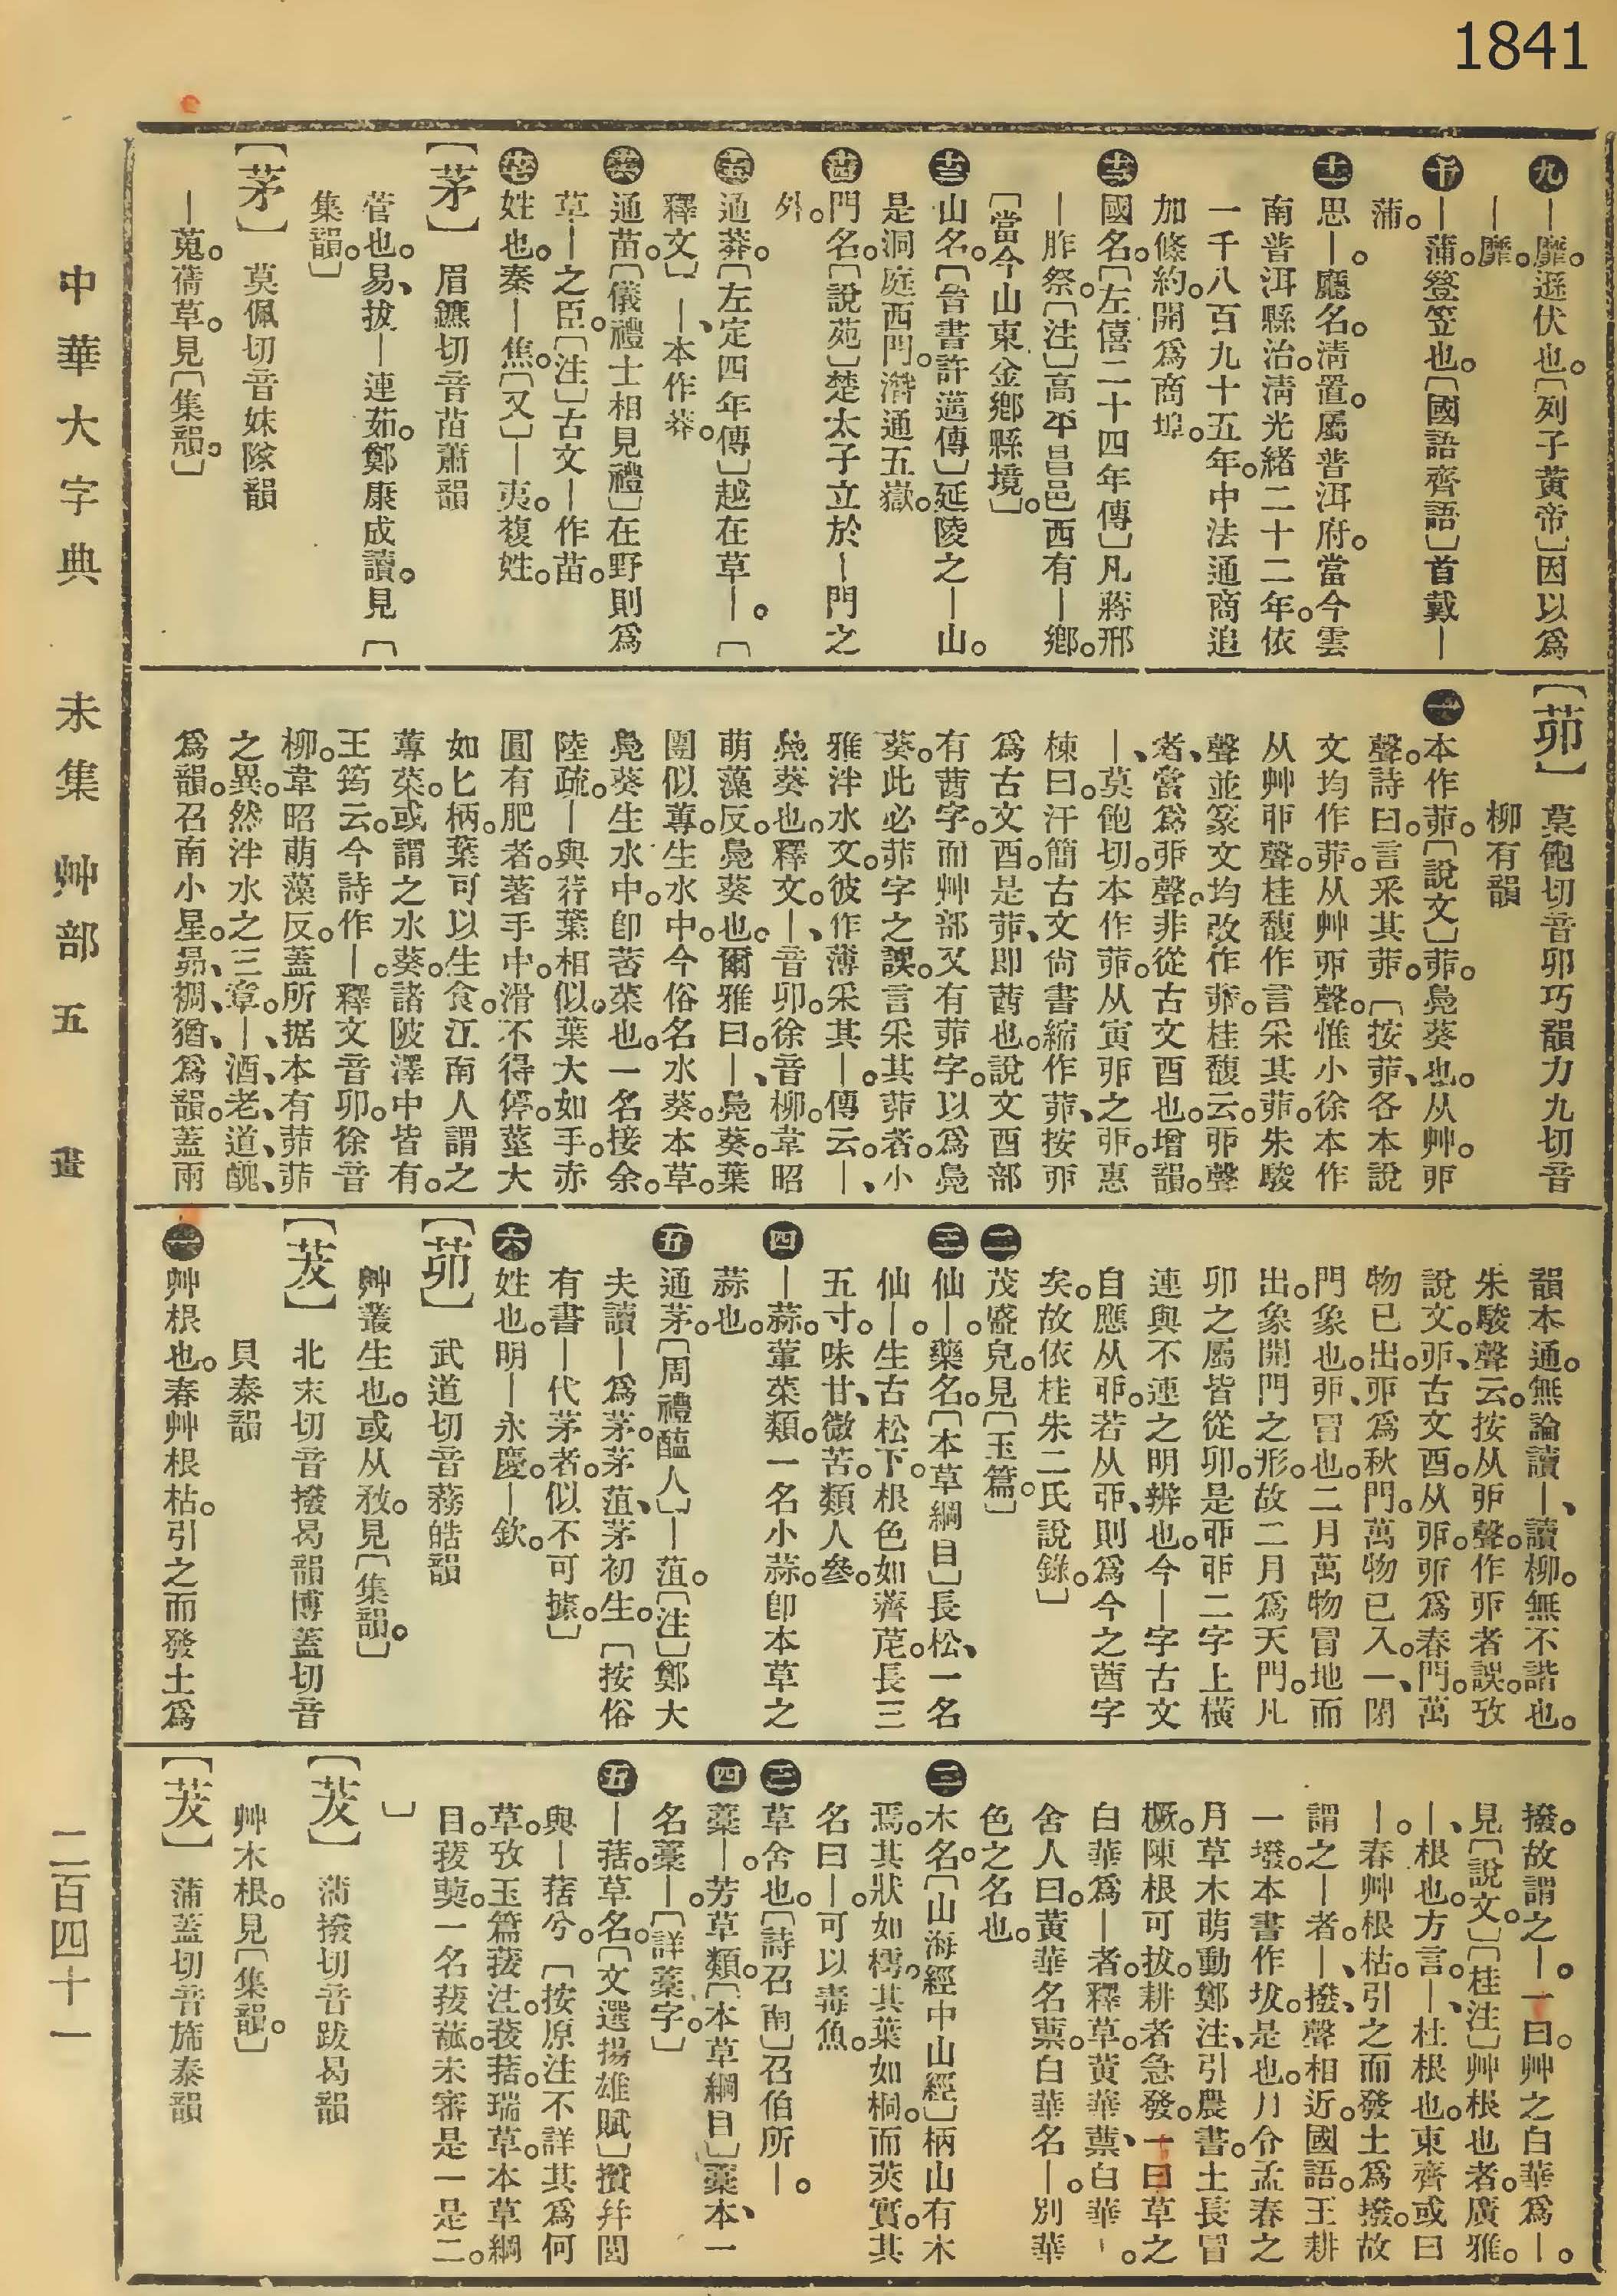 1841
九｜靡。遜伏也。〔列子黃帝〕因以爲
｜靡。
十｜蒲。簦笠也。〔國語齊語〕首戴｜
蒲。
十一思｜。廳名。清置。屬普洱府。當今雲
南普洱縣治。清光緒二十二年。依
一千八百九十五年。中法通商追
加條約。開爲商埠。
十二國名。〔左僖二十四年傳〕凡蔣邢
｜胙祭。〔注〕高平昌邑西有｜鄉。
〔當今山東金鄉縣境。〕
十三山名。〔晉書許邁傳〕延陵之｜山。
是洞庭西門。潛通五嶽。
十四門名。〔說苑〕楚太子立於｜門之
外。
十五通莽。〔左定四年傳〕越在草｜。〔
釋文〕｜、本作莽。
十六通苗。〔儀禮士相見禮〕在野則爲
草｜之臣。〔注〕古文｜作苗。
十七姓也。秦｜焦。〔又〕｜夷。複姓。
〔茅〕眉鑣切音苗蕭韻
菅也。易、拔｜連茹。鄭康成讀。見〔
集韻。〕
〔茅〕莫佩切音妹隊韻
｜蒐。蒨草。見〔集韻。〕
〔茆〕莫飽切音卯巧韻力九切音
柳有韻
一本作茆。〔說文〕茆。鳧葵也。从艸。丣
聲。詩曰。言采其茆。〔按茆、各本說
文均作茆。从艸丣聲。惟小徐本作
从艸戼聲。桂馥作言采其茆。朱駿
聲並篆文均改作茆。桂馥云。戼聲
者、當爲丣聲。非從古文酉也。增韻。
｜、莫飽切。本作茆。从寅戼之戼。惠
棟曰。汗簡古文尙書縮作茆、按丣
爲古文酉。是茆、即莤也。說文酉部
有莤字。而艸部又有茆字。以爲鳧
葵。此必茆字之誤。言采其茆者。小
雅泮水文。彼作薄采其｜。傳云。｜、
鳧葵也。釋文。｜、音卯。徐音柳。韋昭
萌藻反。鳧葵也。爾雅曰。｜、鳧葵。葉
團似蓴。生水中。今俗名水葵。本草。
鳧葵生水中。卽莕菜也。一名接余。
陸疏。｜與荇葉相似。葉大如手。赤
圓有肥者。著手中。滑不得停。莖大
如匕柄。葉可以生食。江南人謂之
蓴菜。或謂之水葵。諸陂澤中皆有。
王筠云。今詩作｜。釋文音卯。徐音
柳。韋昭萌藻反。蓋所据本、有茆茆
之異。然泮水之三章。｜、酒、老、道、醜、
爲韻。召南小星。昴、裯、猶、爲韻。蓋兩
韻本通。無論讀｜、讀柳。無不諧也。
朱駿聲云。按从戼聲。作丣者誤。攷
說文。丣、古文酉。从丣。戼爲春門。萬
物已出。丣爲秋門。萬物已入。一、閉
門象也。戼、冒也。二月萬物冒地而
出。象開門之形。故二月爲天門。凡
卯之屬皆從卯。是戼丣二字上橫
連與不連之明辨也。今｜字古文
自應从戼。若从丣、則爲今之莤字
矣。故依桂朱二氏說錄。〕
二茂盛皃。見〔玉篇。〕
三仙｜。藥名。〔本草綱目〕長松、一名
仙｜。生古松下。根色如薺苨。長三
五寸。味甘、微苦。類人參。
四｜蒜。葷菜類。一名小蒜。卽本草之
蒜也。
五通茅。〔周禮醢人〕｜菹。〔注〕鄭大
夫讀｜爲茅。茅菹、茅初生。〔按俗
有書｜代茅者。似不可據。〕
六姓也。明｜永慶。｜欽。
〔茆〕武道切音蓩皓韻
艸叢生也。或从敄。見〔集韻。〕
〔茇〕北末切音撥曷韻博蓋切音
貝泰韻
一艸根也。春艸根枯。引之而發土爲
撥。故謂之｜。一曰。艸之白華爲｜。
見〔說文。〕〔桂注〕艸根也者。廣雅。
｜、根也。方言。｜、杜根也。東齊或曰
｜。春艸根枯。引之而發土爲撥。故
謂之｜者。｜、撥、聲相近。國語。王耕
一墢。本書作坺。是也。月令孟春之
月草木萌動鄭注、引農書。土長冒
橛。陳根可拔。耕者急發。一曰草之
白華爲｜者。釋草。黃華蔈、白華｜。
舍人曰。黃華名蔈。白華名｜。別華
色之名也。
二木名。〔山海經中山經〕柄山有木
焉。其狀如樗。其葉如桐。而莢實。其
名曰｜。可以毒魚。
三草舍也。〔詩召南〕召伯所｜。
四藁｜。芳草類。〔本草綱目〕藁本、一
名藁｜。〔詳藁字。〕
五｜葀。草名。〔文選揚雄賦〕攢幷閭
與｜葀兮。〔按原注不詳其爲何
草。攷玉篇菝注。菝葀。瑞草。本草綱
目。菝葜。一名菝菰。未審是一是二。
〕
〔茇〕蒲撥切音跋曷韻
艸木根。見〔集韻。〕
〔茇〕蒲蓋切音旆泰韻
中華大字典 未集 艸部 五畫 二百四十一